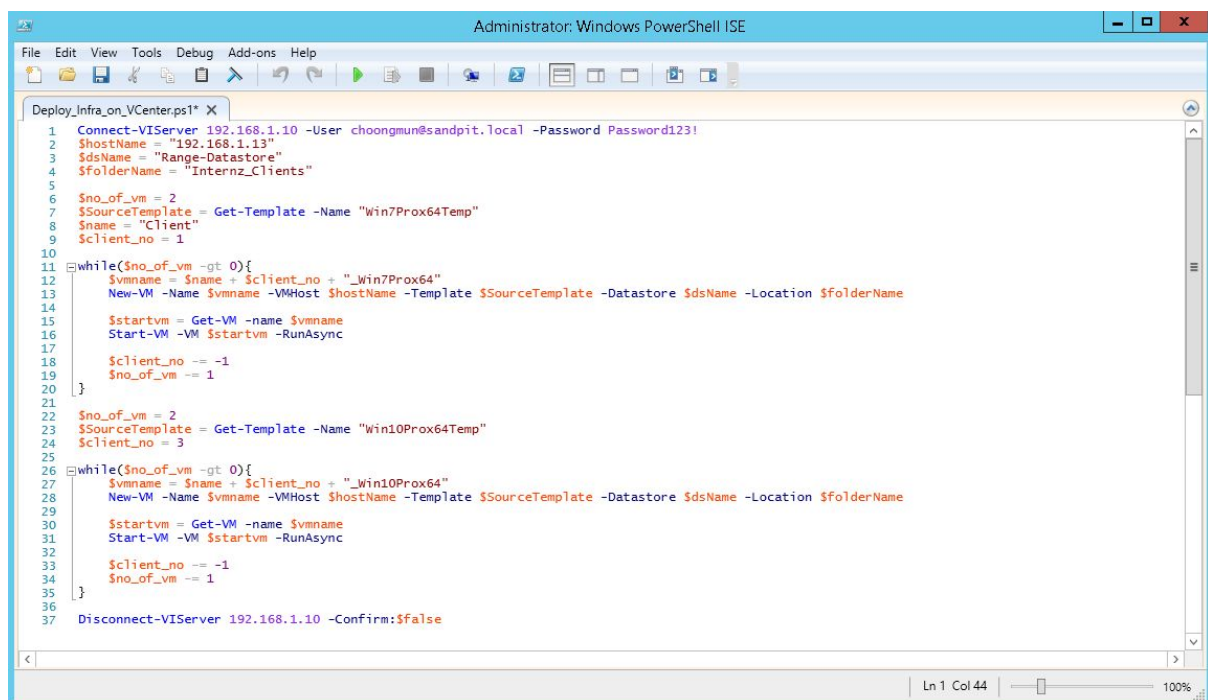 Administrator: Windows PowerShell ISE
File Edit View Tools Debug Add-ons Help
Deploy_Infra_on_VCenter.ps1* X
1 Connect-VIServer 192.168.1.10 -User choongmun@sandpit.local -Password Password123!
2 $hostName = "192.168.1.13"
3 $dsName = "Range-Datastore"
4 $folderName = "Internz_Clients"
5
6 $no_of_vm = 2
7 $SourceTemplate = Get-Template -Name "Win7Prox64Temp"
8 $name = "Client"
9 $client_no = 1
10
11 while($no_of_vm -gt 0){
12 $vmname = $name + $client_no + "_Win7Prox64"
13 New-VM -Name $vmname -VMHost $hostName -Template $SourceTemplate -Datastore $dsName -Location $folderName
14
15 $startvm = Get-VM -name $vmname
16 Start-VM -VM $startvm -RunAsync
17
18 $client_no -= -1
19 $no_of_vm -= 1
20 }
21
22 $no_of_vm = 2
23 $SourceTemplate = Get-Template -Name "Win10Prox64Temp"
24 $client_no = 3
25
26 while($no_of_vm -gt 0){
27 $vmname = $name + $client_no + "_Win10Prox64"
28 New-VM -Name $vmname -VMHost $hostName -Template $SourceTemplate -Datastore $dsName -Location $folderName
29
30 $startvm = Get-VM -name $vmname
31 Start-VM -VM $startvm -RunAsync
32
33 $client_no -= -1
34 $no_of_vm -= 1
35 }
36
37 Disconnect-VIServer 192.168.1.10 -Confirm:$false
Ln 1 Col 44 100%